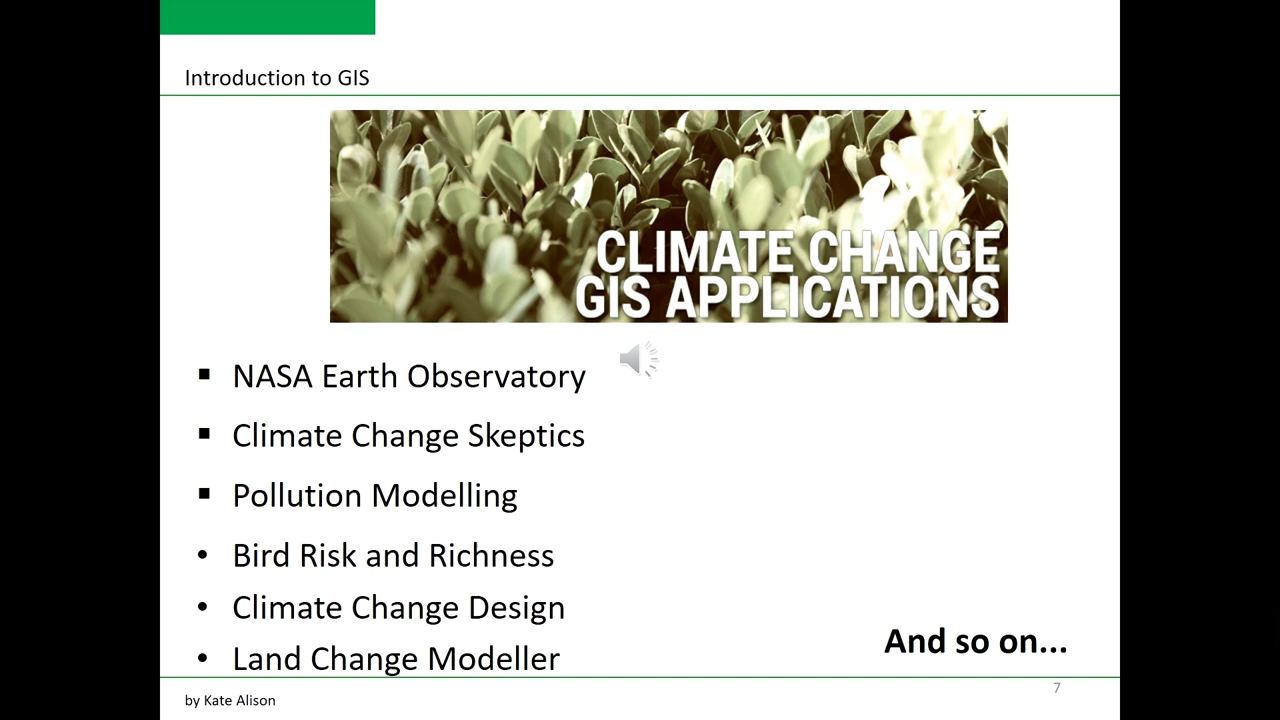 Introduction to GIS
CLIMATE CHANGE
GIS APPLICATIONS
▪ NASA Earth Observatory
▪ Climate Change Skeptics
▪ Pollution Modelling
• Bird Risk and Richness
• Climate Change Design
• Land Change Modeller
And so on...
by Kate Alison
7